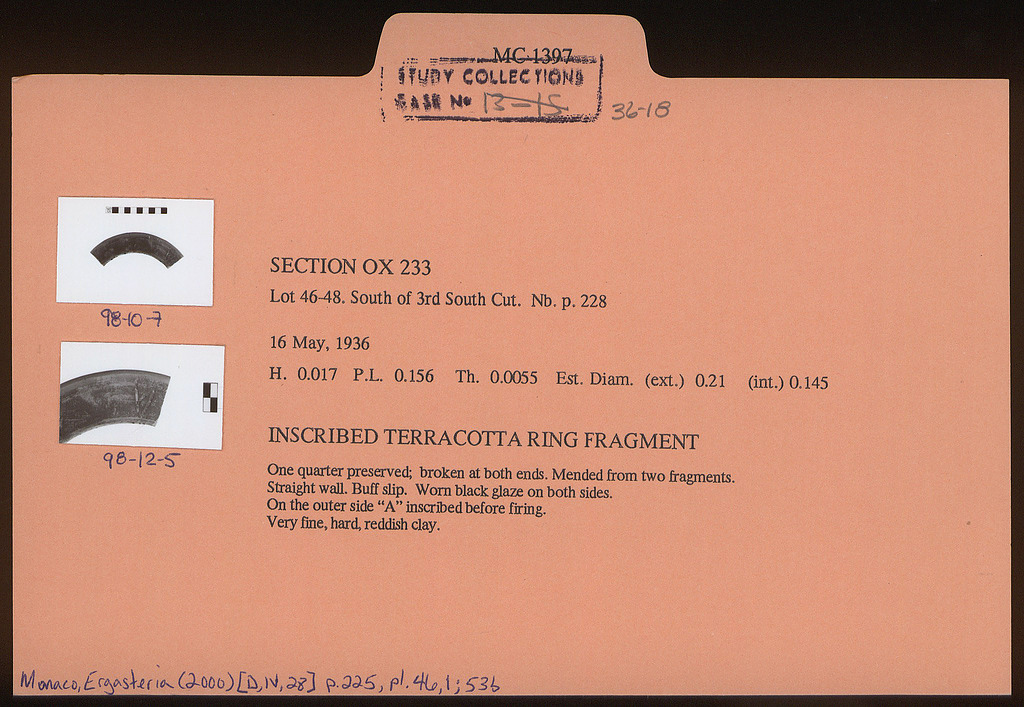 MC 1397
STUDY COLLECTIONS
CASE No 13-15 36-18
98-10-7
SECTION OX 233
Lot 46-48. South of 3rd South Cut. Nb. p. 228
16 May, 1936
H. 0.017 P.L. 0.156 Th. 0.0055 Est. Diam. (ext.) 0.21 (int.) 0.145
98-12-5
INSCRIBED TERRACOTTA RING FRAGMENT
One quarter preserved; broken at both ends. Mended from two fragments.
Straight wall. Buff slip. Worn black glaze on both sides.
On the outer side “A” inscribed before firing.
Very fine, hard, reddish clay.
Monaco, Ergasteria (2000) [D,IV,28] p.225, pl.46,1; 53b